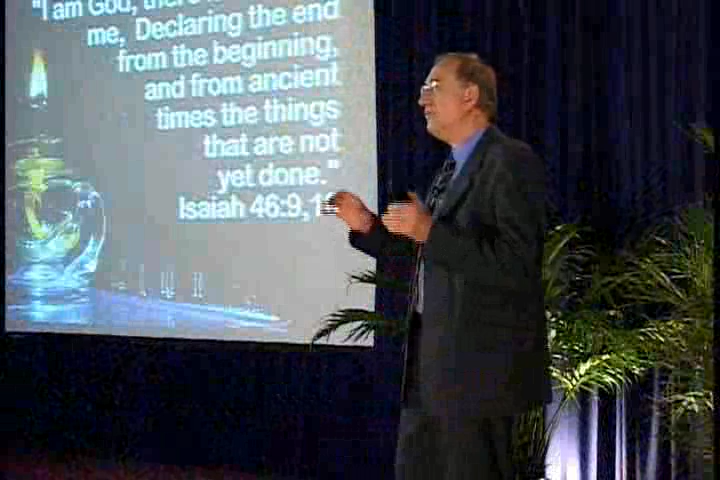 "I am God, there
me, Declaring the end
from the beginning,
and from ancient
times the things
that are not
yet done."
Isaiah 46:9,